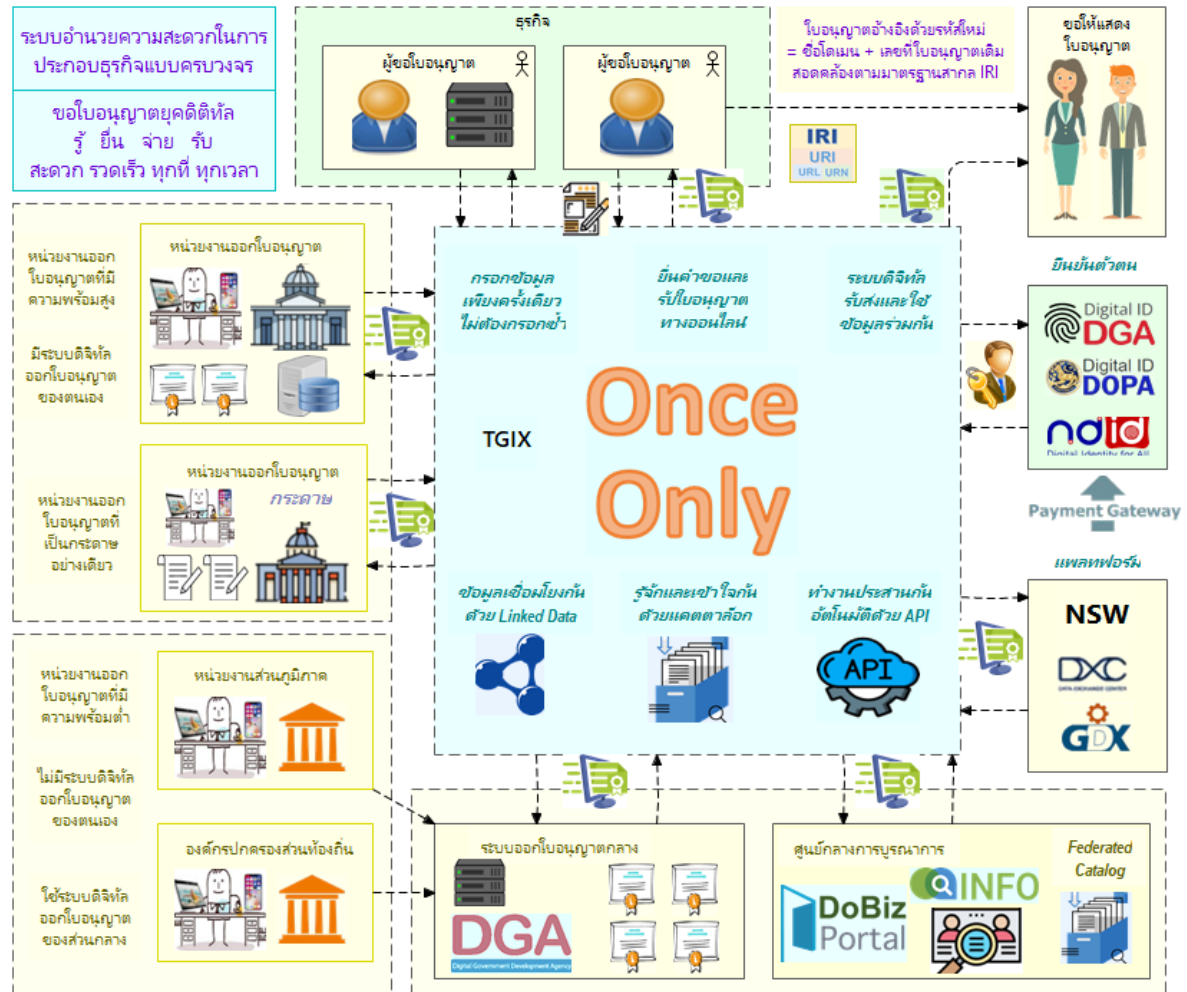 ระบบอำนวยความสะดวกในการ
ประกอบธุรกิจแบบครบวงจร
ขอใบอนุญาตยุคดิติทัล
รู้ ยื่น จ่าย รับ
สะดวก รวดเร็ว ทุกที่ ทุกเวลา
ธุรกิจ
ผู้ขอใบอนุญาต
ผู้ขอใบอนุญาต
ใบอนุญาตอ้างอิงด้วยรหัสใหม่
= ชื่อโดเมน + เลขที่ใบอนุญาตเดิม
สอดคล้องตามมาตรฐานสากล IRI
IRI
URI
URL URN
ขอให้แสดง
ใบอนุญาต
หน่วยงานออก
ใบอนุญาตที่มี
ความพร้อมสูง
มีระบบดิจิทัล
ออกใบอนุญาต
ของตนเอง
หน่วยงานออกใบอนุญาต
หน่วยงานออก
ใบอนุญาตที่
เป็นกระดาษ
อย่างเดียว
หน่วยงานออกใบอนุญาต
กระดาษ
กรอกข้อมูล
เพียงครั้งเดียว
ไม่ต้องกรอกซ้ำ
ยื่นคำขอและ
รับใบอนุญาต
ทางออนไลน์
ระบบดิจิทัล
รับส่งและใช้
ข้อมูลร่วมกัน
TGIX
Once
Only
ข้อมูลเชื่อมโยงกัน
ด้วย Linked Data
รู้จักและเข้าใจกัน
ด้วยแคตตาล็อก
ทำงานประสานกัน
อัตโนมัติด้วย API
API
ยืนยันตัวตน
Digital ID
DGA
Digital ID
DOPA
ndid
Digital Identity for All
Payment Gateway
แพลทฟอร์ม
NSW
DXC
DATA EXCHANGE CENTER
GDX
หน่วยงานออก
ใบอนุญาตที่มี
ความพร้อมต่ำ
ไม่มีระบบดิจิทัล
ออกใบอนุญาต
ของตนเอง
ใช้ระบบดิจิทัล
ออกใบอนุญาต
ของส่วนกลาง
หน่วยงานส่วนภูมิภาค
องค์กรปกครองส่วนท้องถิ่น
ระบบออกใบอนุญาตกลาง
DGA
Digital Government Development Agency
ศูนย์กลางการบูรณาการ
DoBiz
Portal
INFO
Federated
Catalog